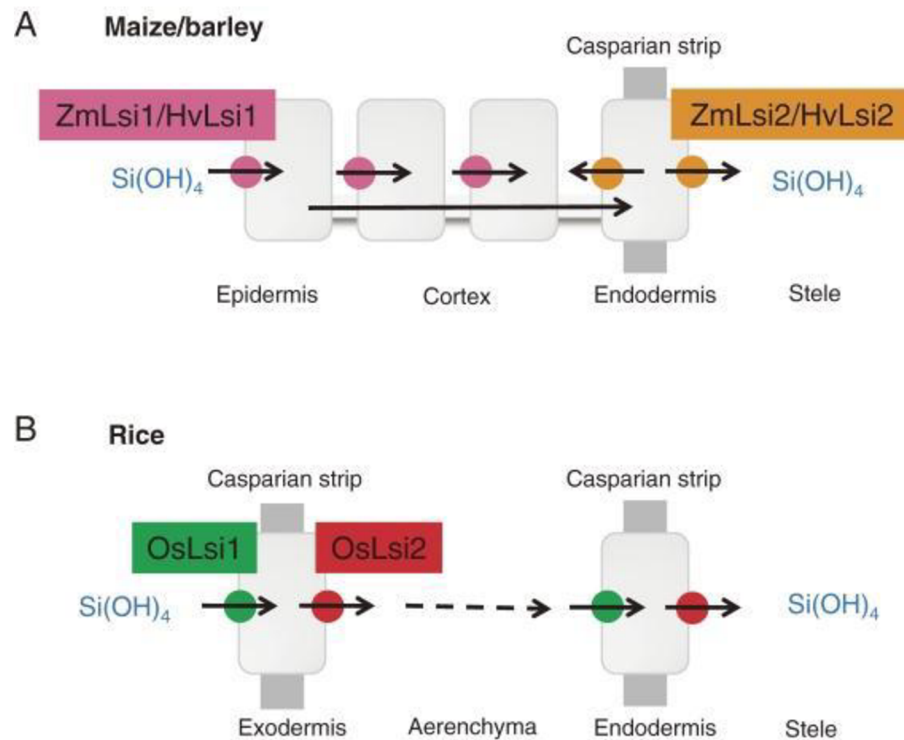 A
Maize/barley
Casparian strip
ZmLsi1/HvLsi1
ZmLsi2/HvLsi2
Si(OH)4
Si(OH)4
Epidermis
Cortex
Endodermis
Stele
B
Rice
Casparian strip
Casparian strip
OsLsi1
OsLsi2
Si(OH)4
Si(OH)4
Exodermis
Aerenchyma
Endodermis
Stele